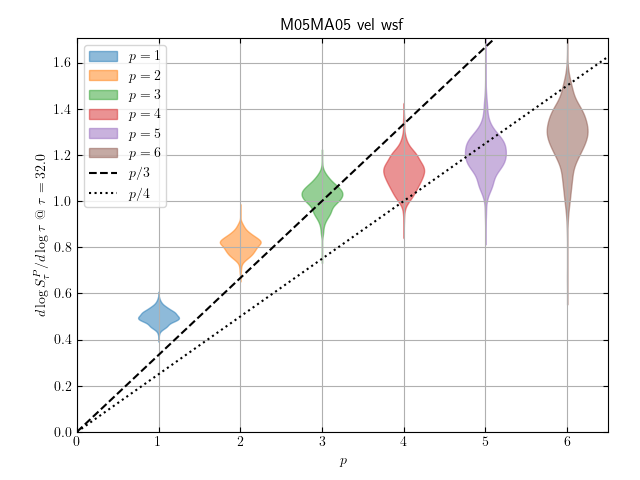 M05MA05 vel wsf
d log S_τ^P / d log τ @ τ = 32.0
1.6
1.4
1.2
1.0
0.8
0.6
0.4
0.2
0.0
p = 1
p = 2
p = 3
p = 4
p = 5
p = 6
p/3
p/4
0 1 2 3 4 5 6
p